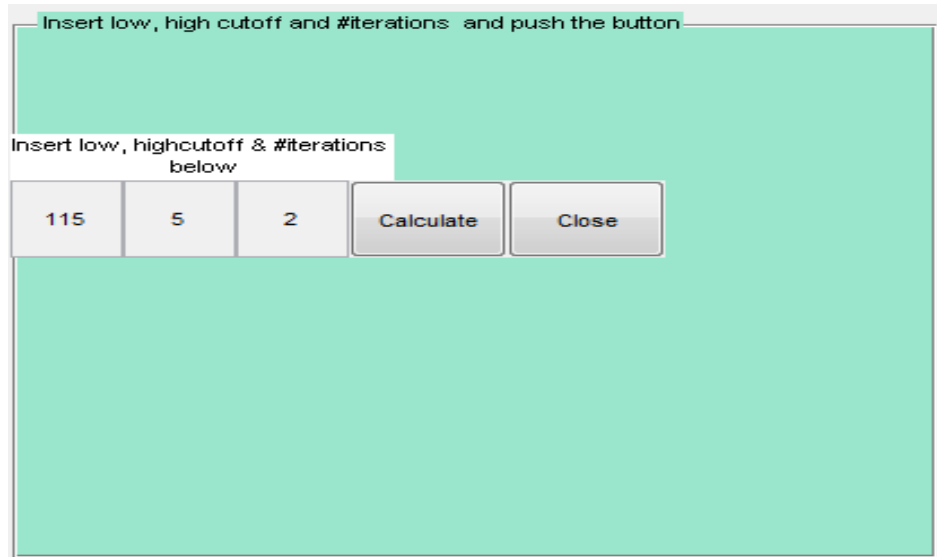 Insert low, high cutoff and #iterations and push the button
Insert low, highcutoff & #iterations
below
115 5 2 Calculate Close